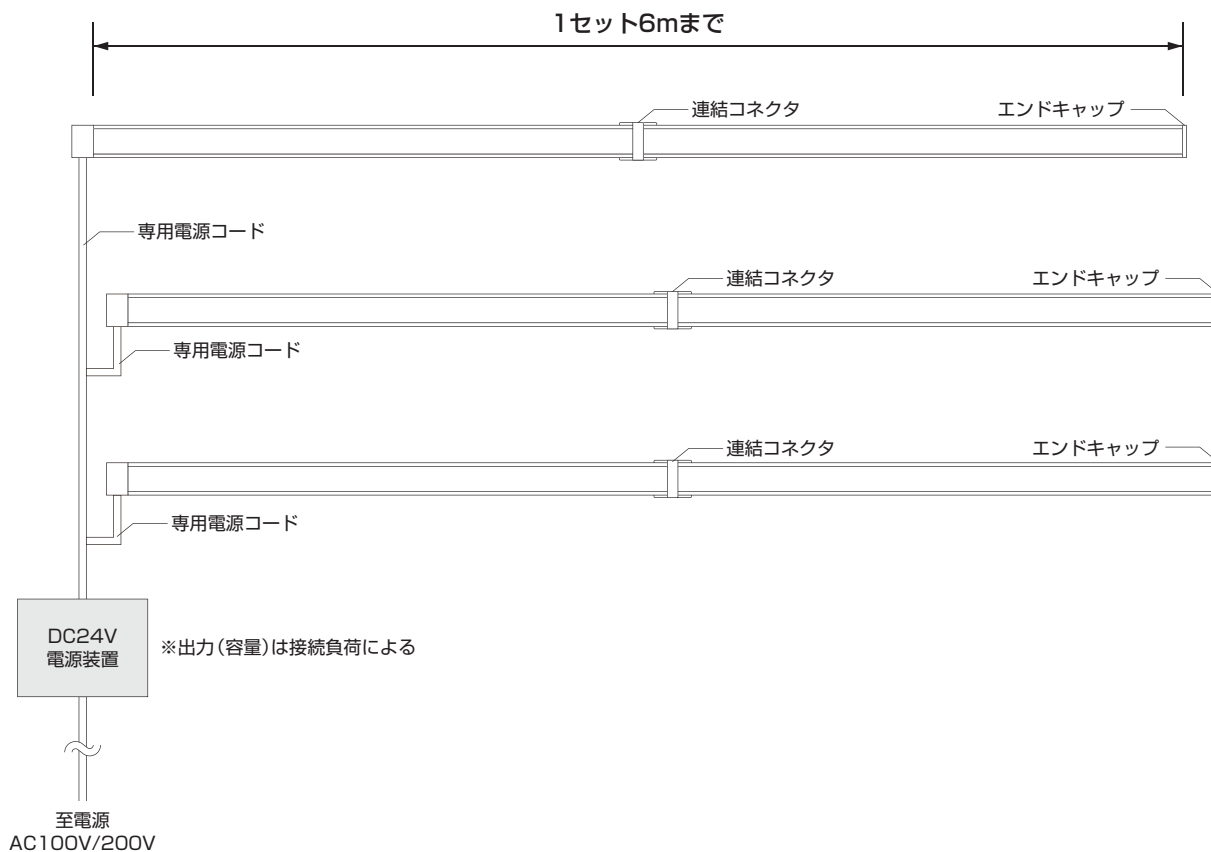 1セット6mまで
連結コネクタ
エンドキャップ
専用電源コード
連結コネクタ
エンドキャップ
専用電源コード
連結コネクタ
エンドキャップ
専用電源コード
DC24V
電源装置
※出力(容量)は接続負荷による
至電源
AC100V/200V